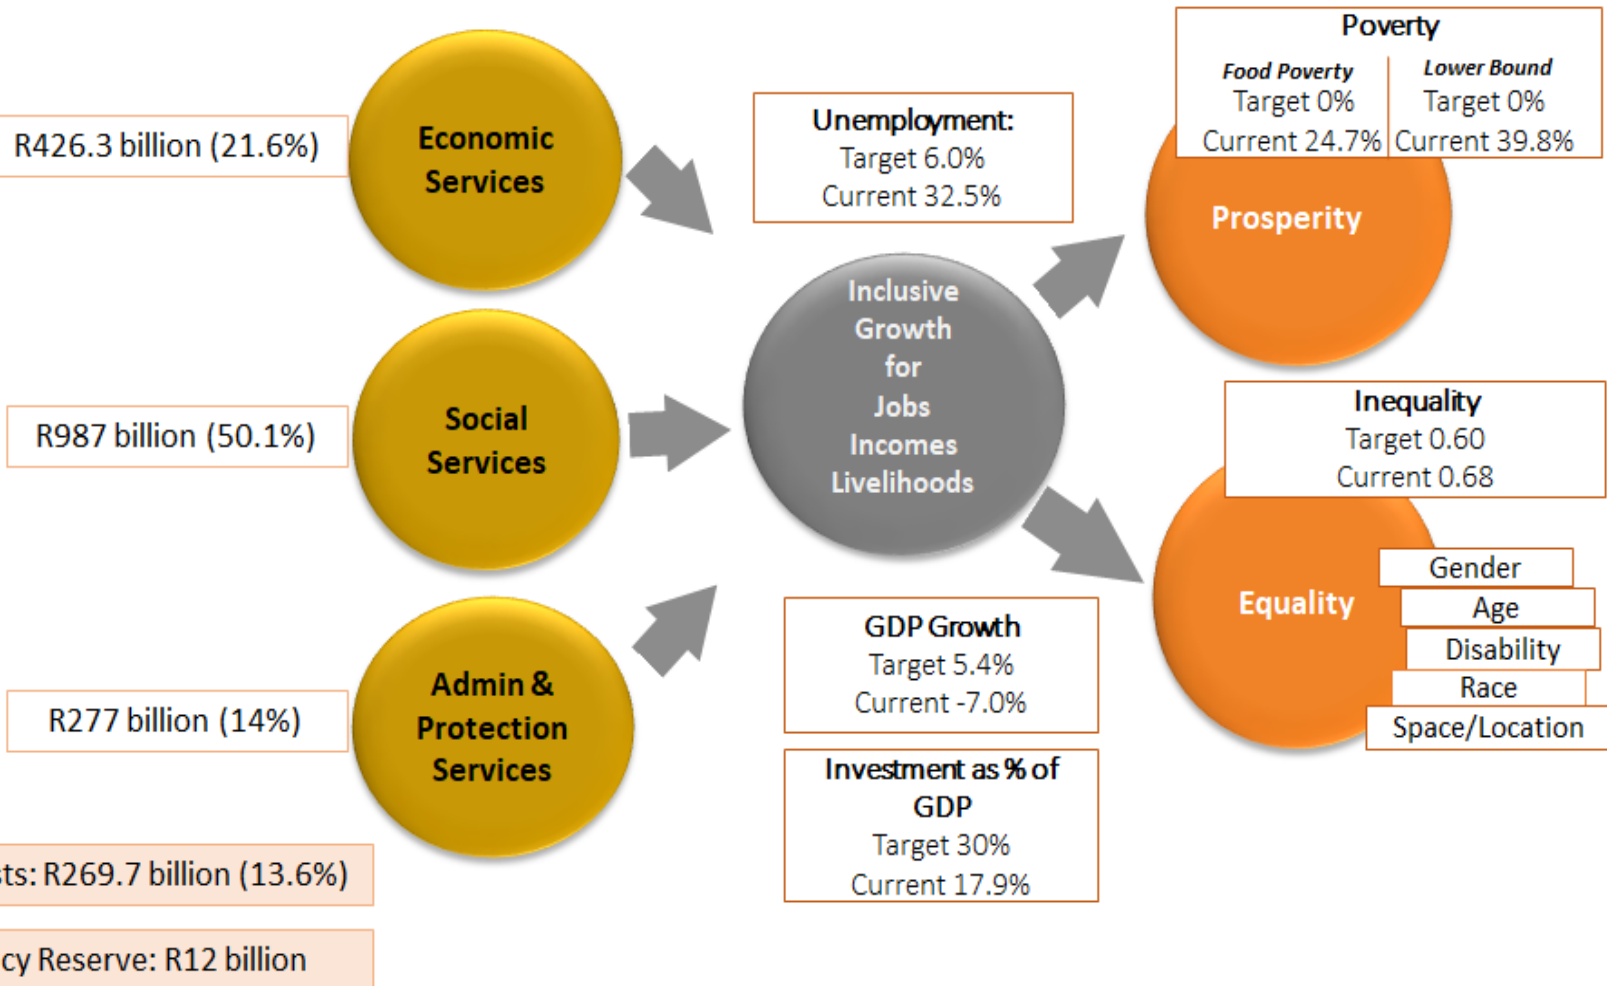 R426.3 billion (21.6%)
Economic
Services
R987 billion (50.1%)
Social
Services
R277 billion (14%)
Admin &
Protection
Services
sts: R269.7 billion (13.6%)
cy Reserve: R12 billion
Unemployment:
Target 6.0%
Current 32.5%
Inclusive
Growth
for
Jobs
Incomes
Livelihoods
GDP Growth
Target 5.4%
Current -7.0%
Investment as % of
GDP
Target 30%
Current 17.9%
Poverty
Food Poverty
Target 0%
Current 24.7%
Lower Bound
Target 0%
Current 39.8%
Prosperity
Inequality
Target 0.60
Current 0.68
Equality
Gender
Age
Disability
Race
Space/Location